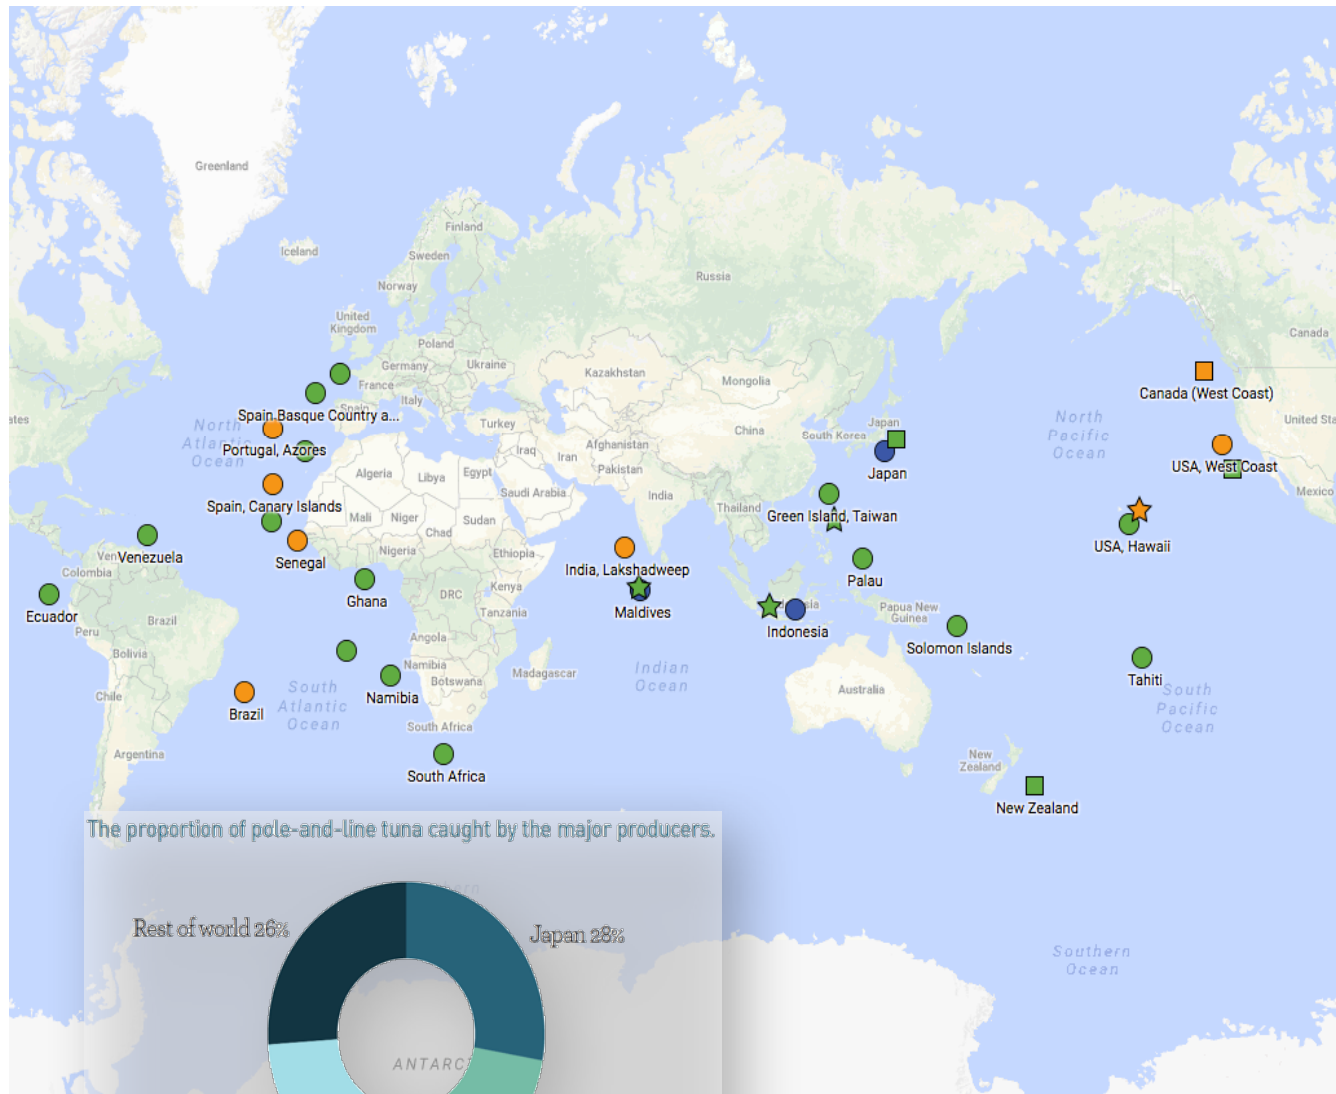 Greenland
Iceland
Finland
Sweden
Norway
Russia
United
Kingdom
Poland
Germany
Ukraine
France
Kazakhstan
Mongolia
Canada
Canada (West Coast)
Italy
Spain Basque Country a...
Spain
Turkey
North
Atlantic
Ocean
Portugal, Azores
Japan
South Korea
China
Japan
North
Pacific
Ocean
ates
United Sta
USA, West Coast
Mexico
Iraq
Iran
Afghanistan
Pakistan
Algeria
Libya
Egypt
Saudi Arabia
India
Spain, Canary Islands
Mali
Niger
Chad
Sudan
Thailand
Green Island, Taiwan
USA, Hawaii
Ven
Venezuela
Colombia
Senegal
Nigeria
Ethiopia
India, Lakshadweep
Palau
Ecuador
Ghana
DRC
Kenya
Tanzania
Maldives
sia
Indonesia
Papua New
Guinea
Solomon Islands
Peru
Brazil
Bolivia
Angola
Namibia
Botswana
Madagascar
Indian
Ocean
Tahiti
South
Pacific
Ocean
Chile
Brazil
South
Atlantic
Ocean
Namibia
Australia
South Africa
Argentina
South Africa
New
Zealand
New Zealand
The proportion of pole-and-line tuna caught by the major producers.
Rest of world 26%
Japan 28%
Southern
Ocean
ANTARC